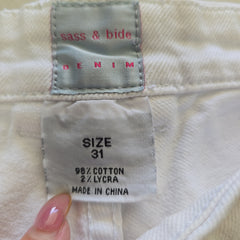 sass & bide
DENIM
SIZE
31
98% COTTON
2% LYCRA
MADE IN CHINA